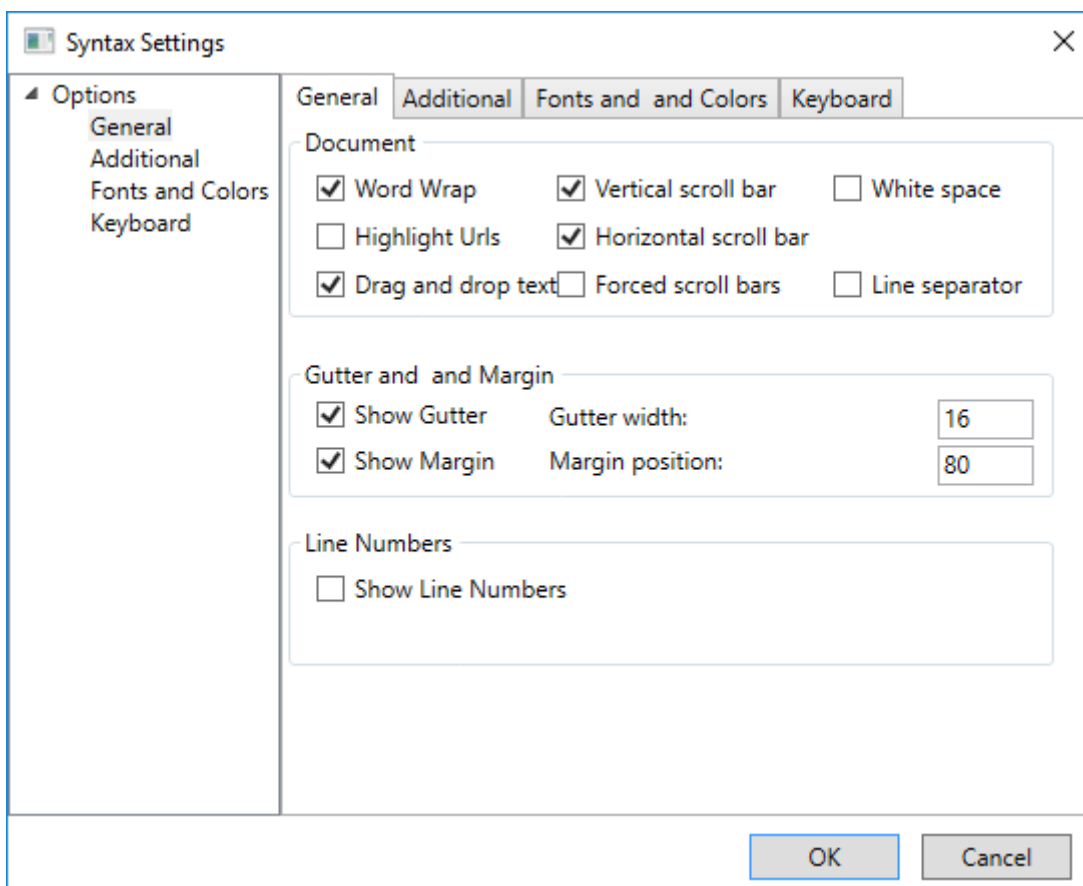 Syntax Settings
Options
General
Additional
Fonts and Colors
Keyboard
General Additional Fonts and  and Colors Keyboard
Document
Word Wrap Vertical scroll bar White space
Highlight Urls Horizontal scroll bar
Drag and drop text Forced scroll bars Line separator
Gutter and  and Margin
Show Gutter Gutter width: 16
Show Margin Margin position: 80
Line Numbers
Show Line Numbers
OK Cancel